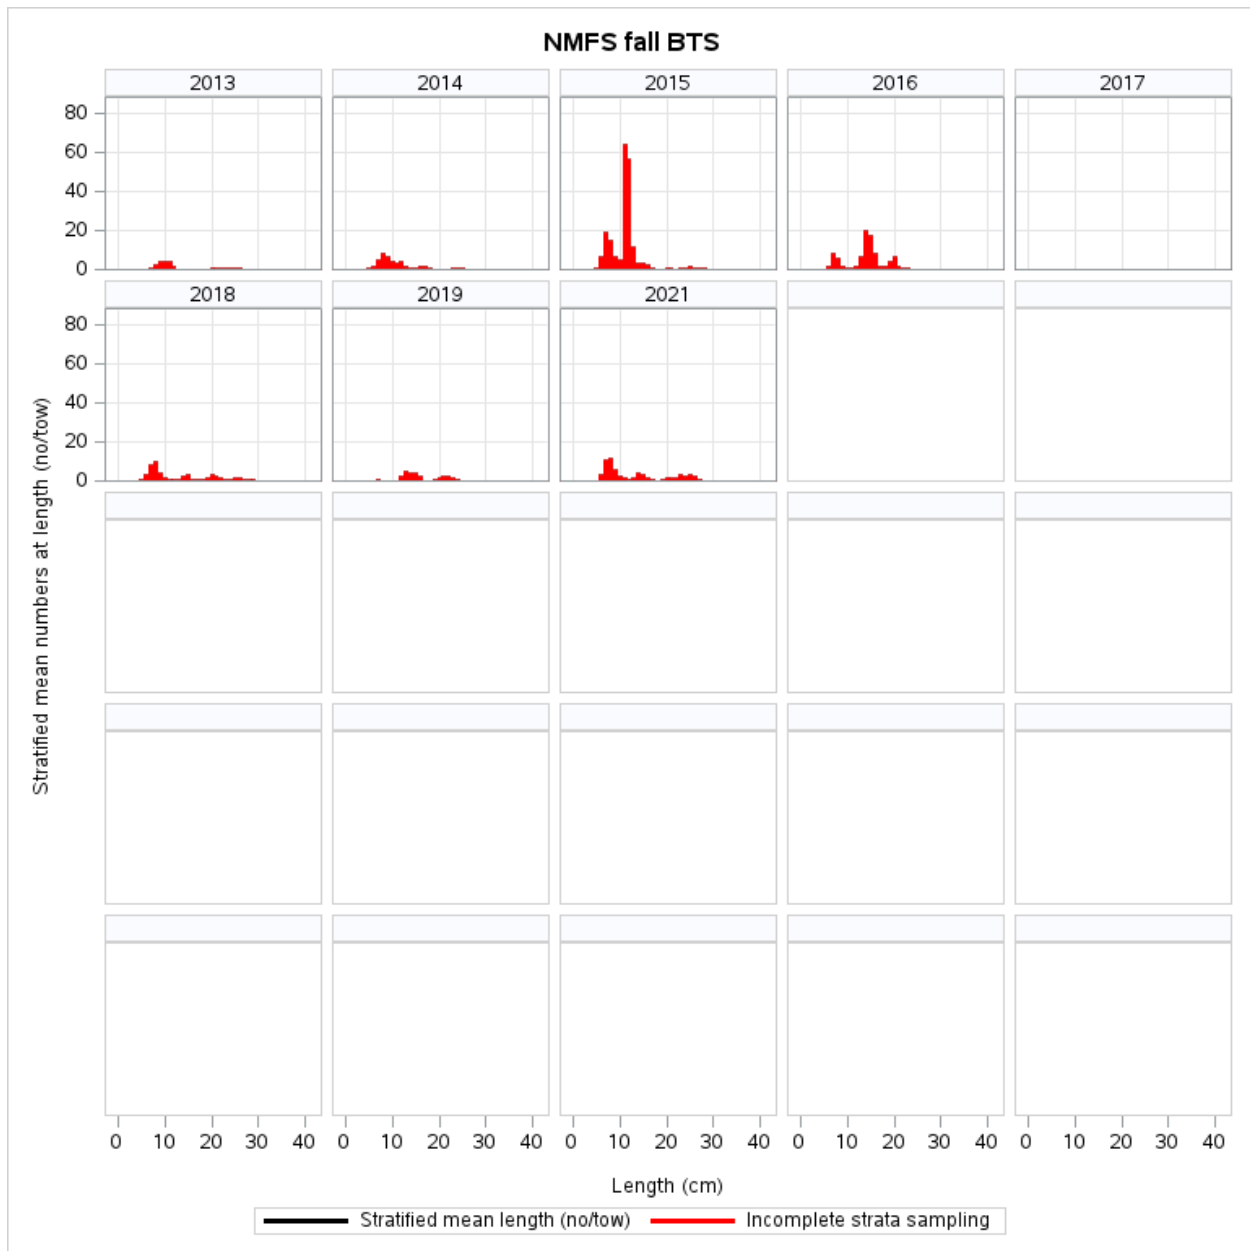 NMFS fall BTS
2013 2014 2015 2016 2017
80
60
40
20
0
2018 2019 2021
80
60
40
20
0
Stratified mean numbers at length (no/tow)
0 10 20 30 40 0 10 20 30 40 0 10 20 30 40 0 10 20 30 40 0 10 20 30 40
Length (cm)
Stratified mean length (no/tow) Incomplete strata sampling